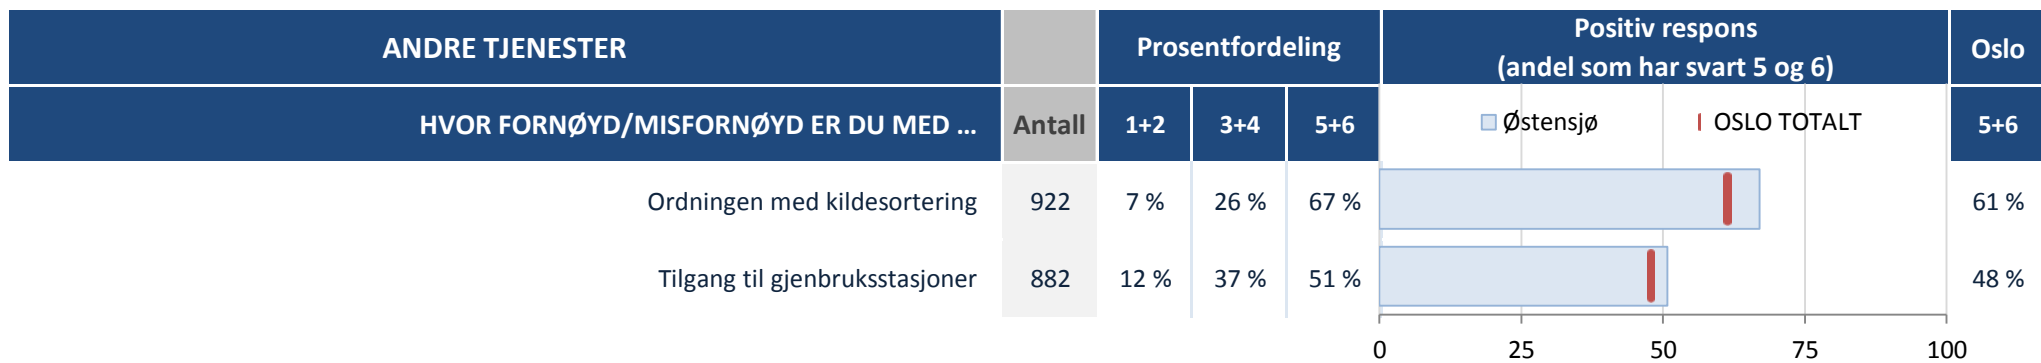 ANDRE TJENESTER
Prosentfordeling
Positiv respons
(andel som har svart 5 og 6)
Oslo
HVOR FORNØYD/MISFORNØYD ER DU MED ...
Antall
1+2
3+4
5+6
Østensjø
OSLO TOTALT
5+6
Ordningen med kildesortering 922 7 % 26 % 67 % 61 %
Tilgang til gjenbruksstasjoner 882 12 % 37 % 51 % 48 %
0 25 50 75 100